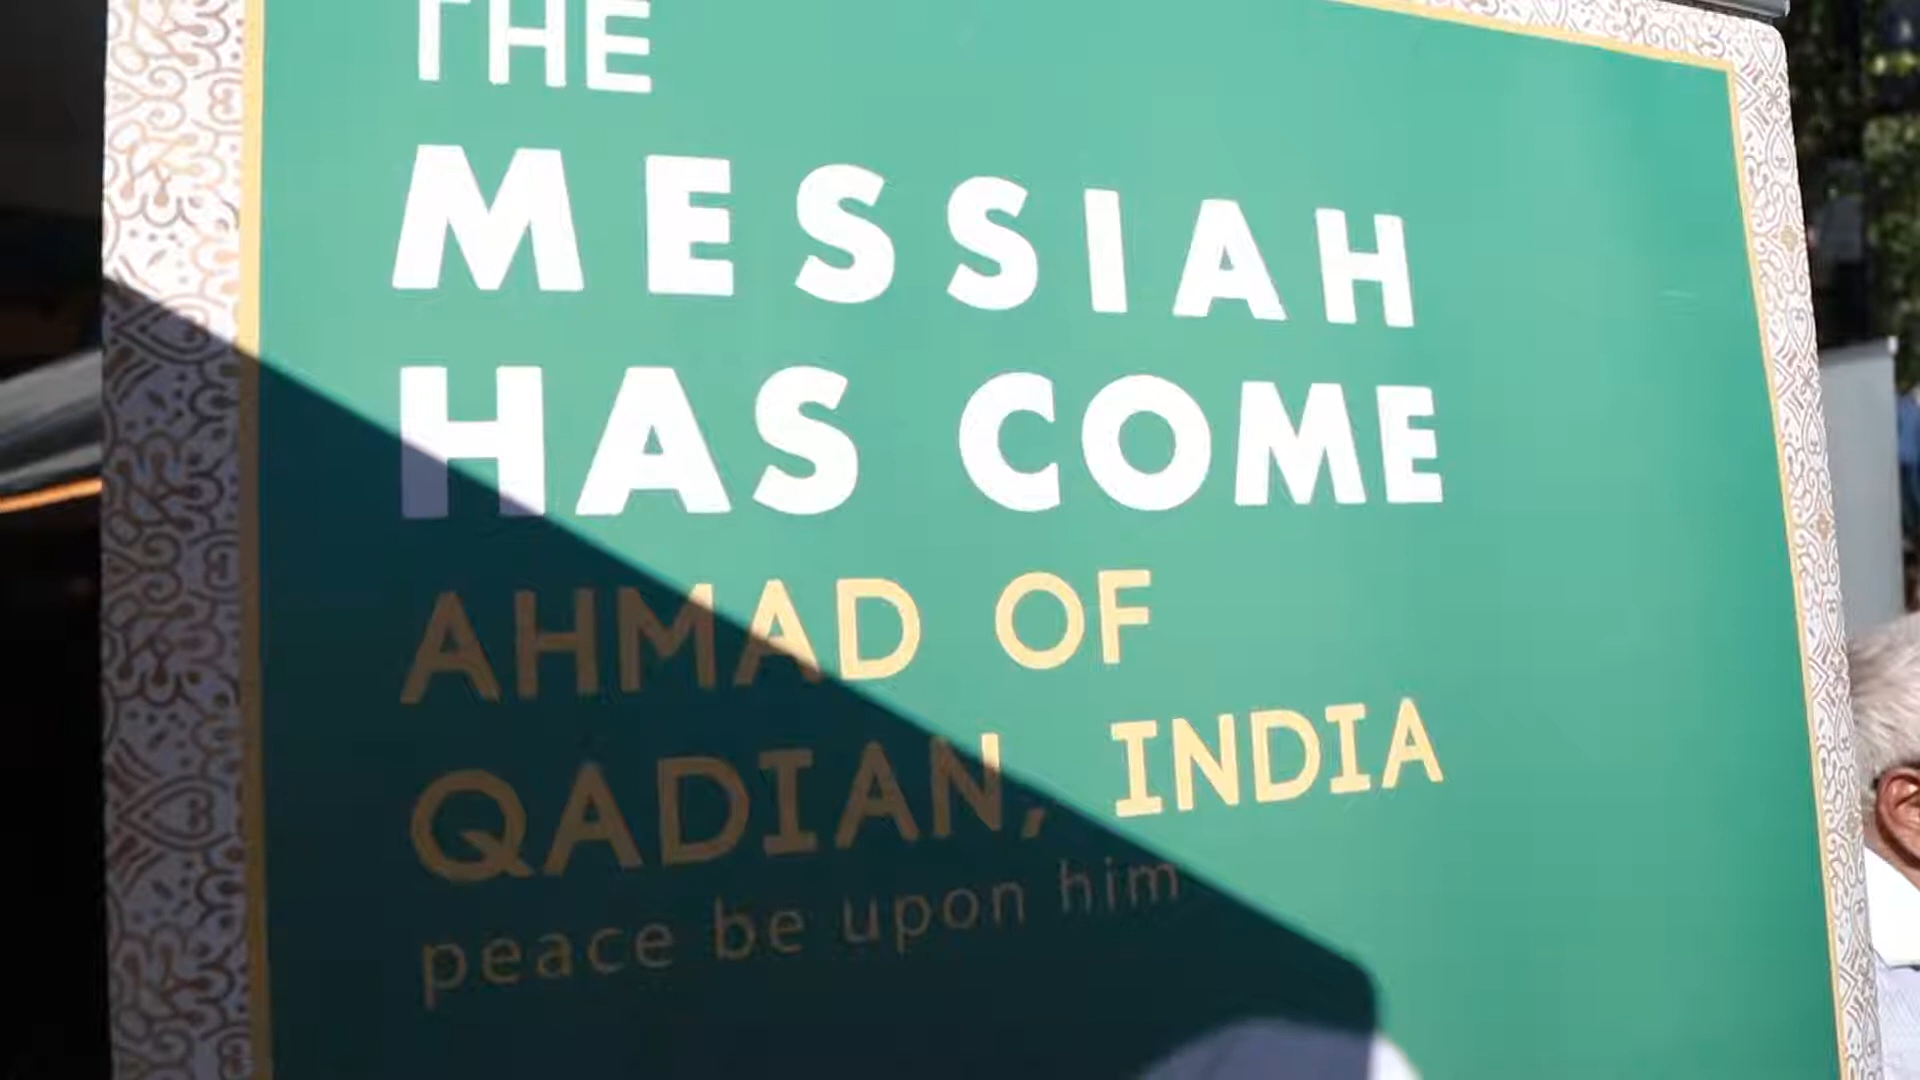 THE
MESSIAH
HAS COME
AHMAD OF
QADIAN, INDIA
peace be upon him